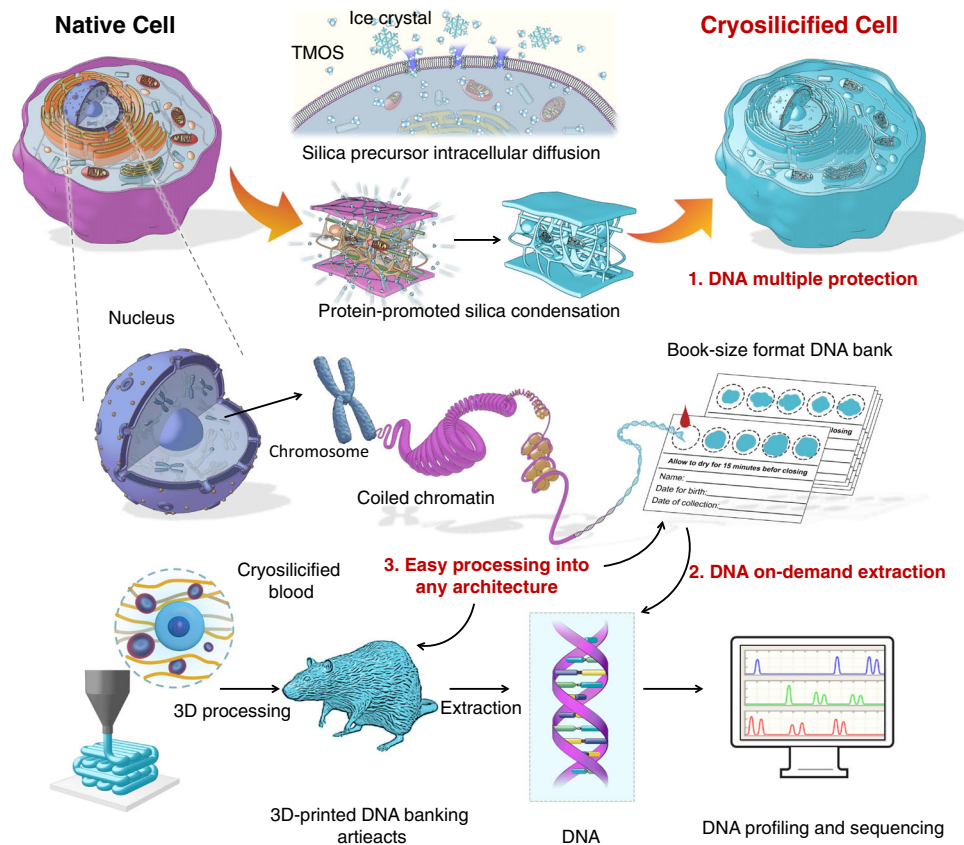 Native Cell
Ice crystal
TMOS
Cryosilicified Cell
Silica precursor intracellular diffusion
Protein-promoted silica condensation
1. DNA multiple protection
Nucleus
Book-size format DNA bank
Chromosome
Coiled chromatin
closing
Allow to dry for 15 minutes befor closing
Name:
Date for birth:
Date of collection:
3. Easy processing into
any architecture
2. DNA on-demand extraction
Cryosilicified
blood
3D processing
Extraction
3D-printed DNA banking
artieacts
DNA
DNA profiling and sequencing